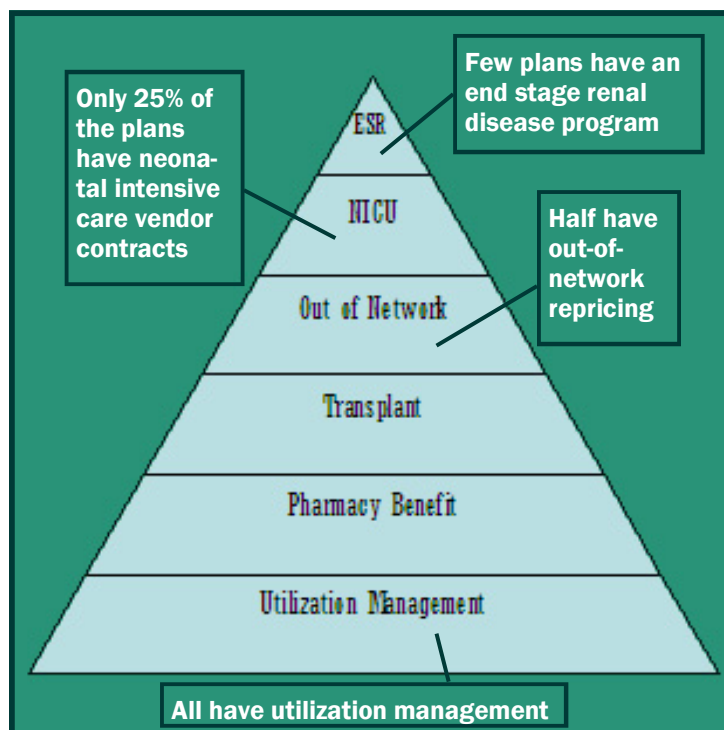 Few plans have an
end stage renal
disease program
Only 25% of
the plans
have neona-
tal intensive
care vendor
contracts
ESR
NICU
Half have
out-of-
network
repricing
Out of Network
Transplant
Pharmacy Benefit
Utilization Management
All have utilization management